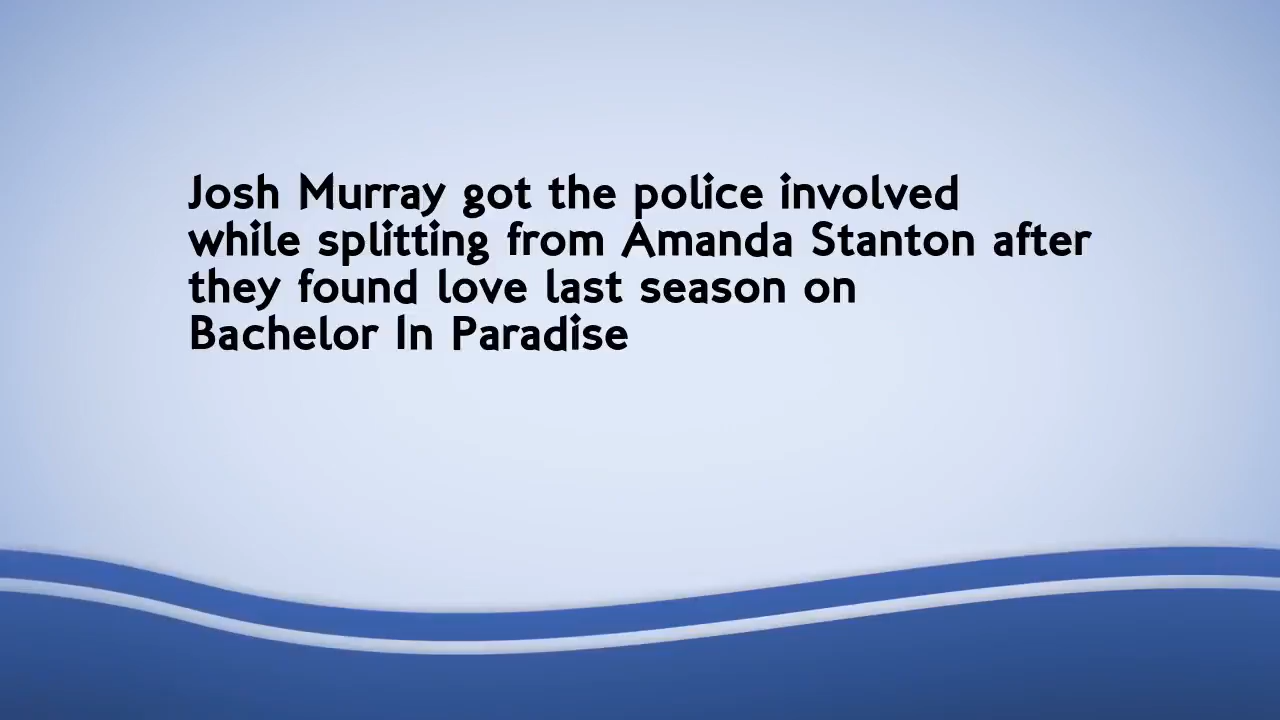 Josh Murray got the police involved
while splitting from Amanda Stanton after
they found love last season on
Bachelor In Paradise